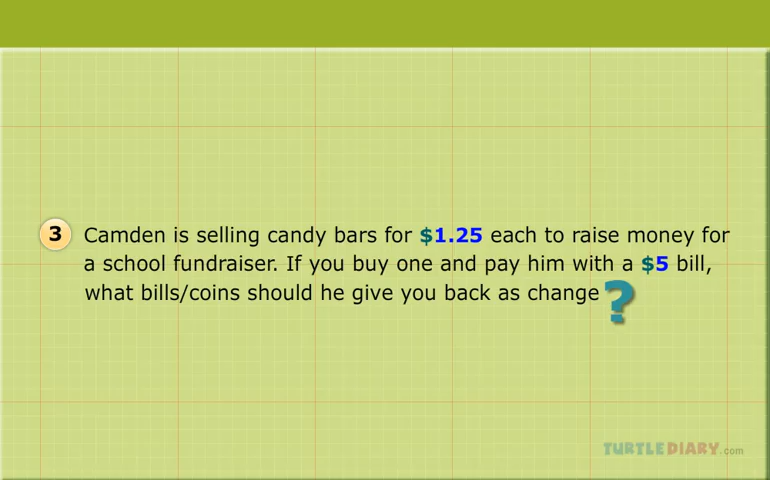 3 Camden is selling candy bars for $1.25 each to raise money for
a school fundraiser. If you buy one and pay him with a $5 bill,
what bills/coins should he give you back as change?
TURTLEDIARY.com